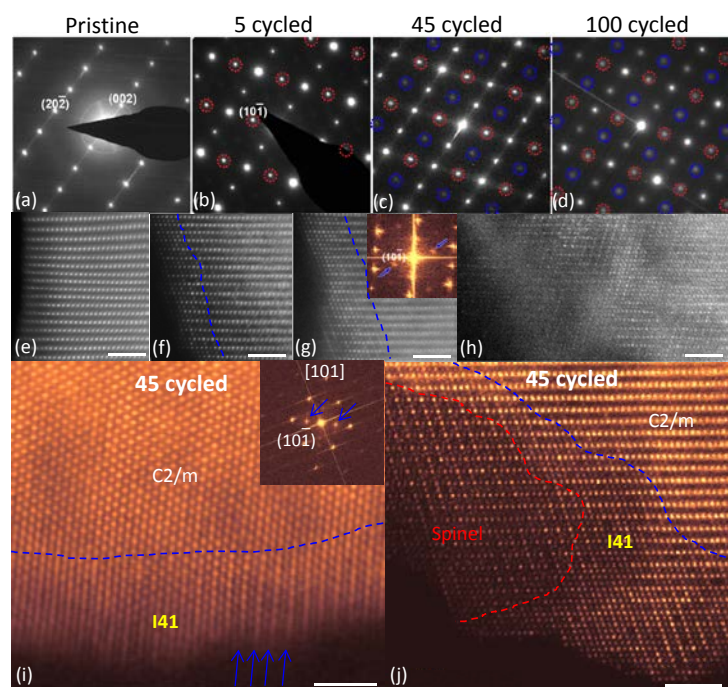 Pristine 5 cycled 45 cycled 100 cycled
(202̅) (002) (101̅)
(a) (b) (c) (d)
(101̅)
(e) (f) (g) (h)
45 cycled [101] 45 cycled
C2/m
(101̅)
C2/m
Spinel
I41
I41
(i) (j)